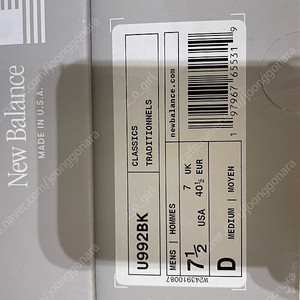 New Balance
MADE IN U.S.A.
CLASSICS
TRADITIONNELS
U992BK
MENS | HOMMES
7 UK
7½ USA 40½ EUR
D MEDIUM | MOYEN
W243910087
newbalance.com
1 97967 65531 9